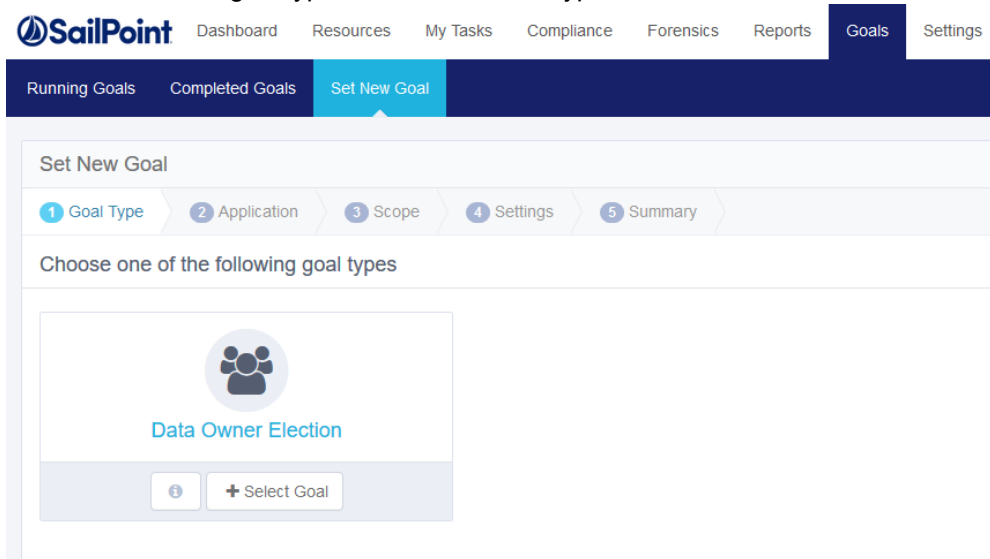 SailPoint Dashboard Resources My Tasks Compliance Forensics Reports Goals Settings
Running Goals Completed Goals Set New Goal
Set New Goal
1 Goal Type 2 Application 3 Scope 4 Settings 5 Summary
Choose one of the following goal types
Data Owner Election
+ Select Goal